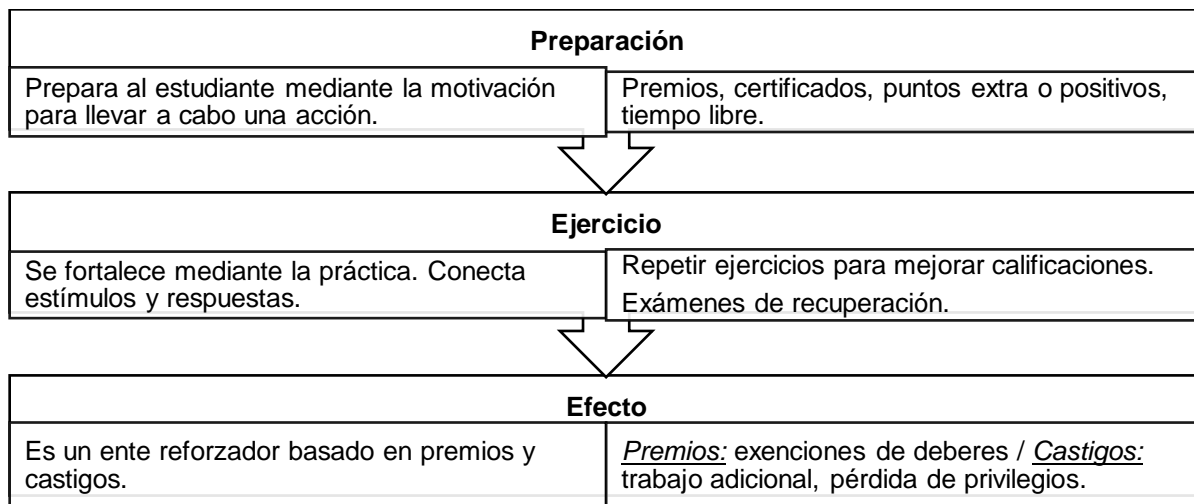 Preparación
Prepara al estudiante mediante la motivación
para llevar a cabo una acción.
Premios, certificados, puntos extra o positivos,
tiempo libre.
Ejercicio
Se fortalece mediante la práctica. Conecta
estímulos y respuestas.
Repetir ejercicios para mejorar calificaciones.
Exámenes de recuperación.
Efecto
Es un ente reforzador basado en premios y
castigos.
Premios: exenciones de deberes / Castigos:
trabajo adicional, pérdida de privilegios.